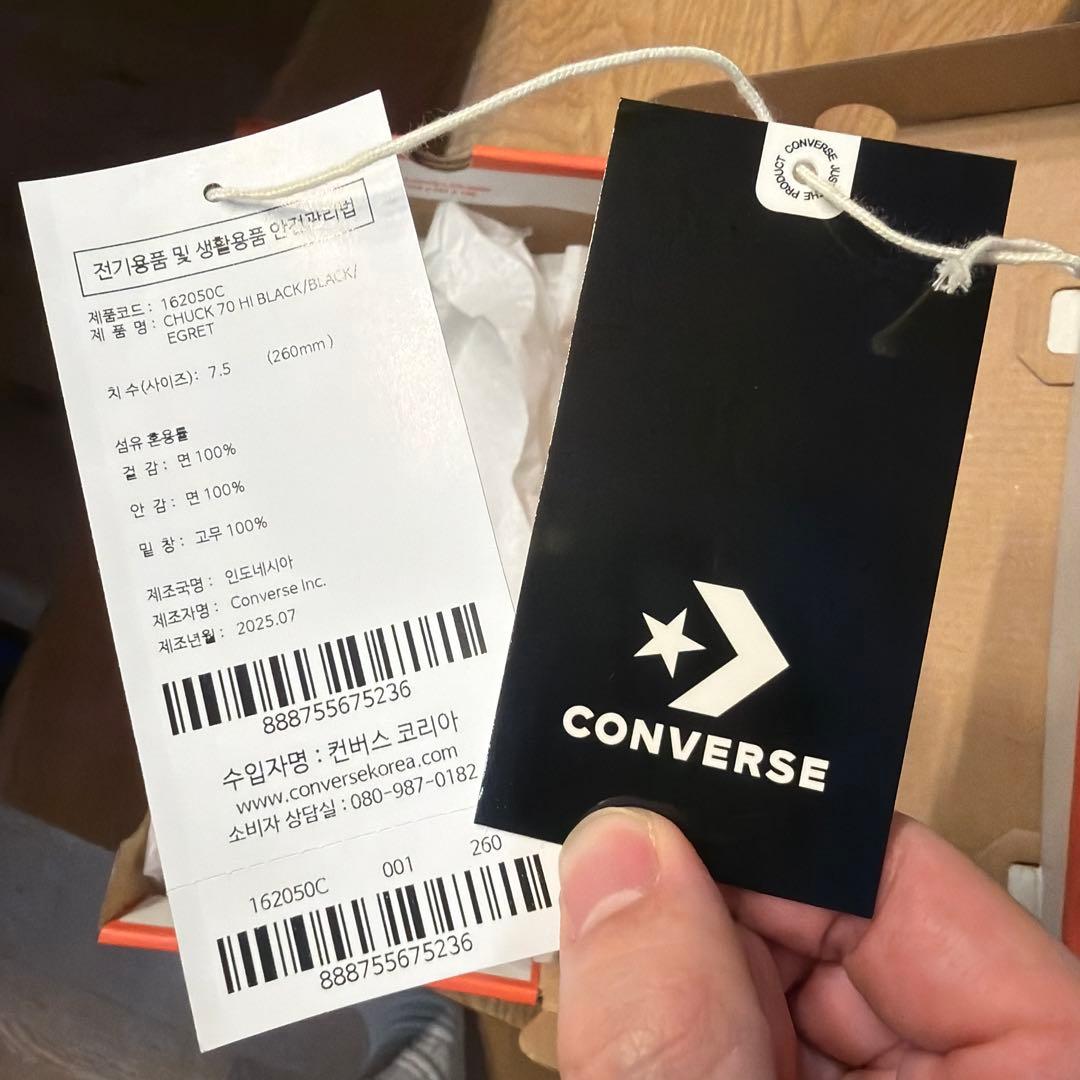 전기용품 및 생활용품 안전관리법
제품코드 : 162050C
제 품 명 : CHUCK 70 HI BLACK/BLACK/
EGRET
치 수(사이즈) : 7.5 (260mm)
섬유 혼용률
겉 감 : 면 100%
안 감 : 면 100%
밑 창 : 고무 100%
제조국명 : 인도네시아
제조자명 : Converse Inc.
제조년월 : 2025.07
888755675236
수입자명 : 컨버스 코리아
www.conversekorea.com
소비자 상담실 : 080-987-0182
162050C 001 260
888755675236
CONVERSE JUS
THE PRODUCT
CONVERSE